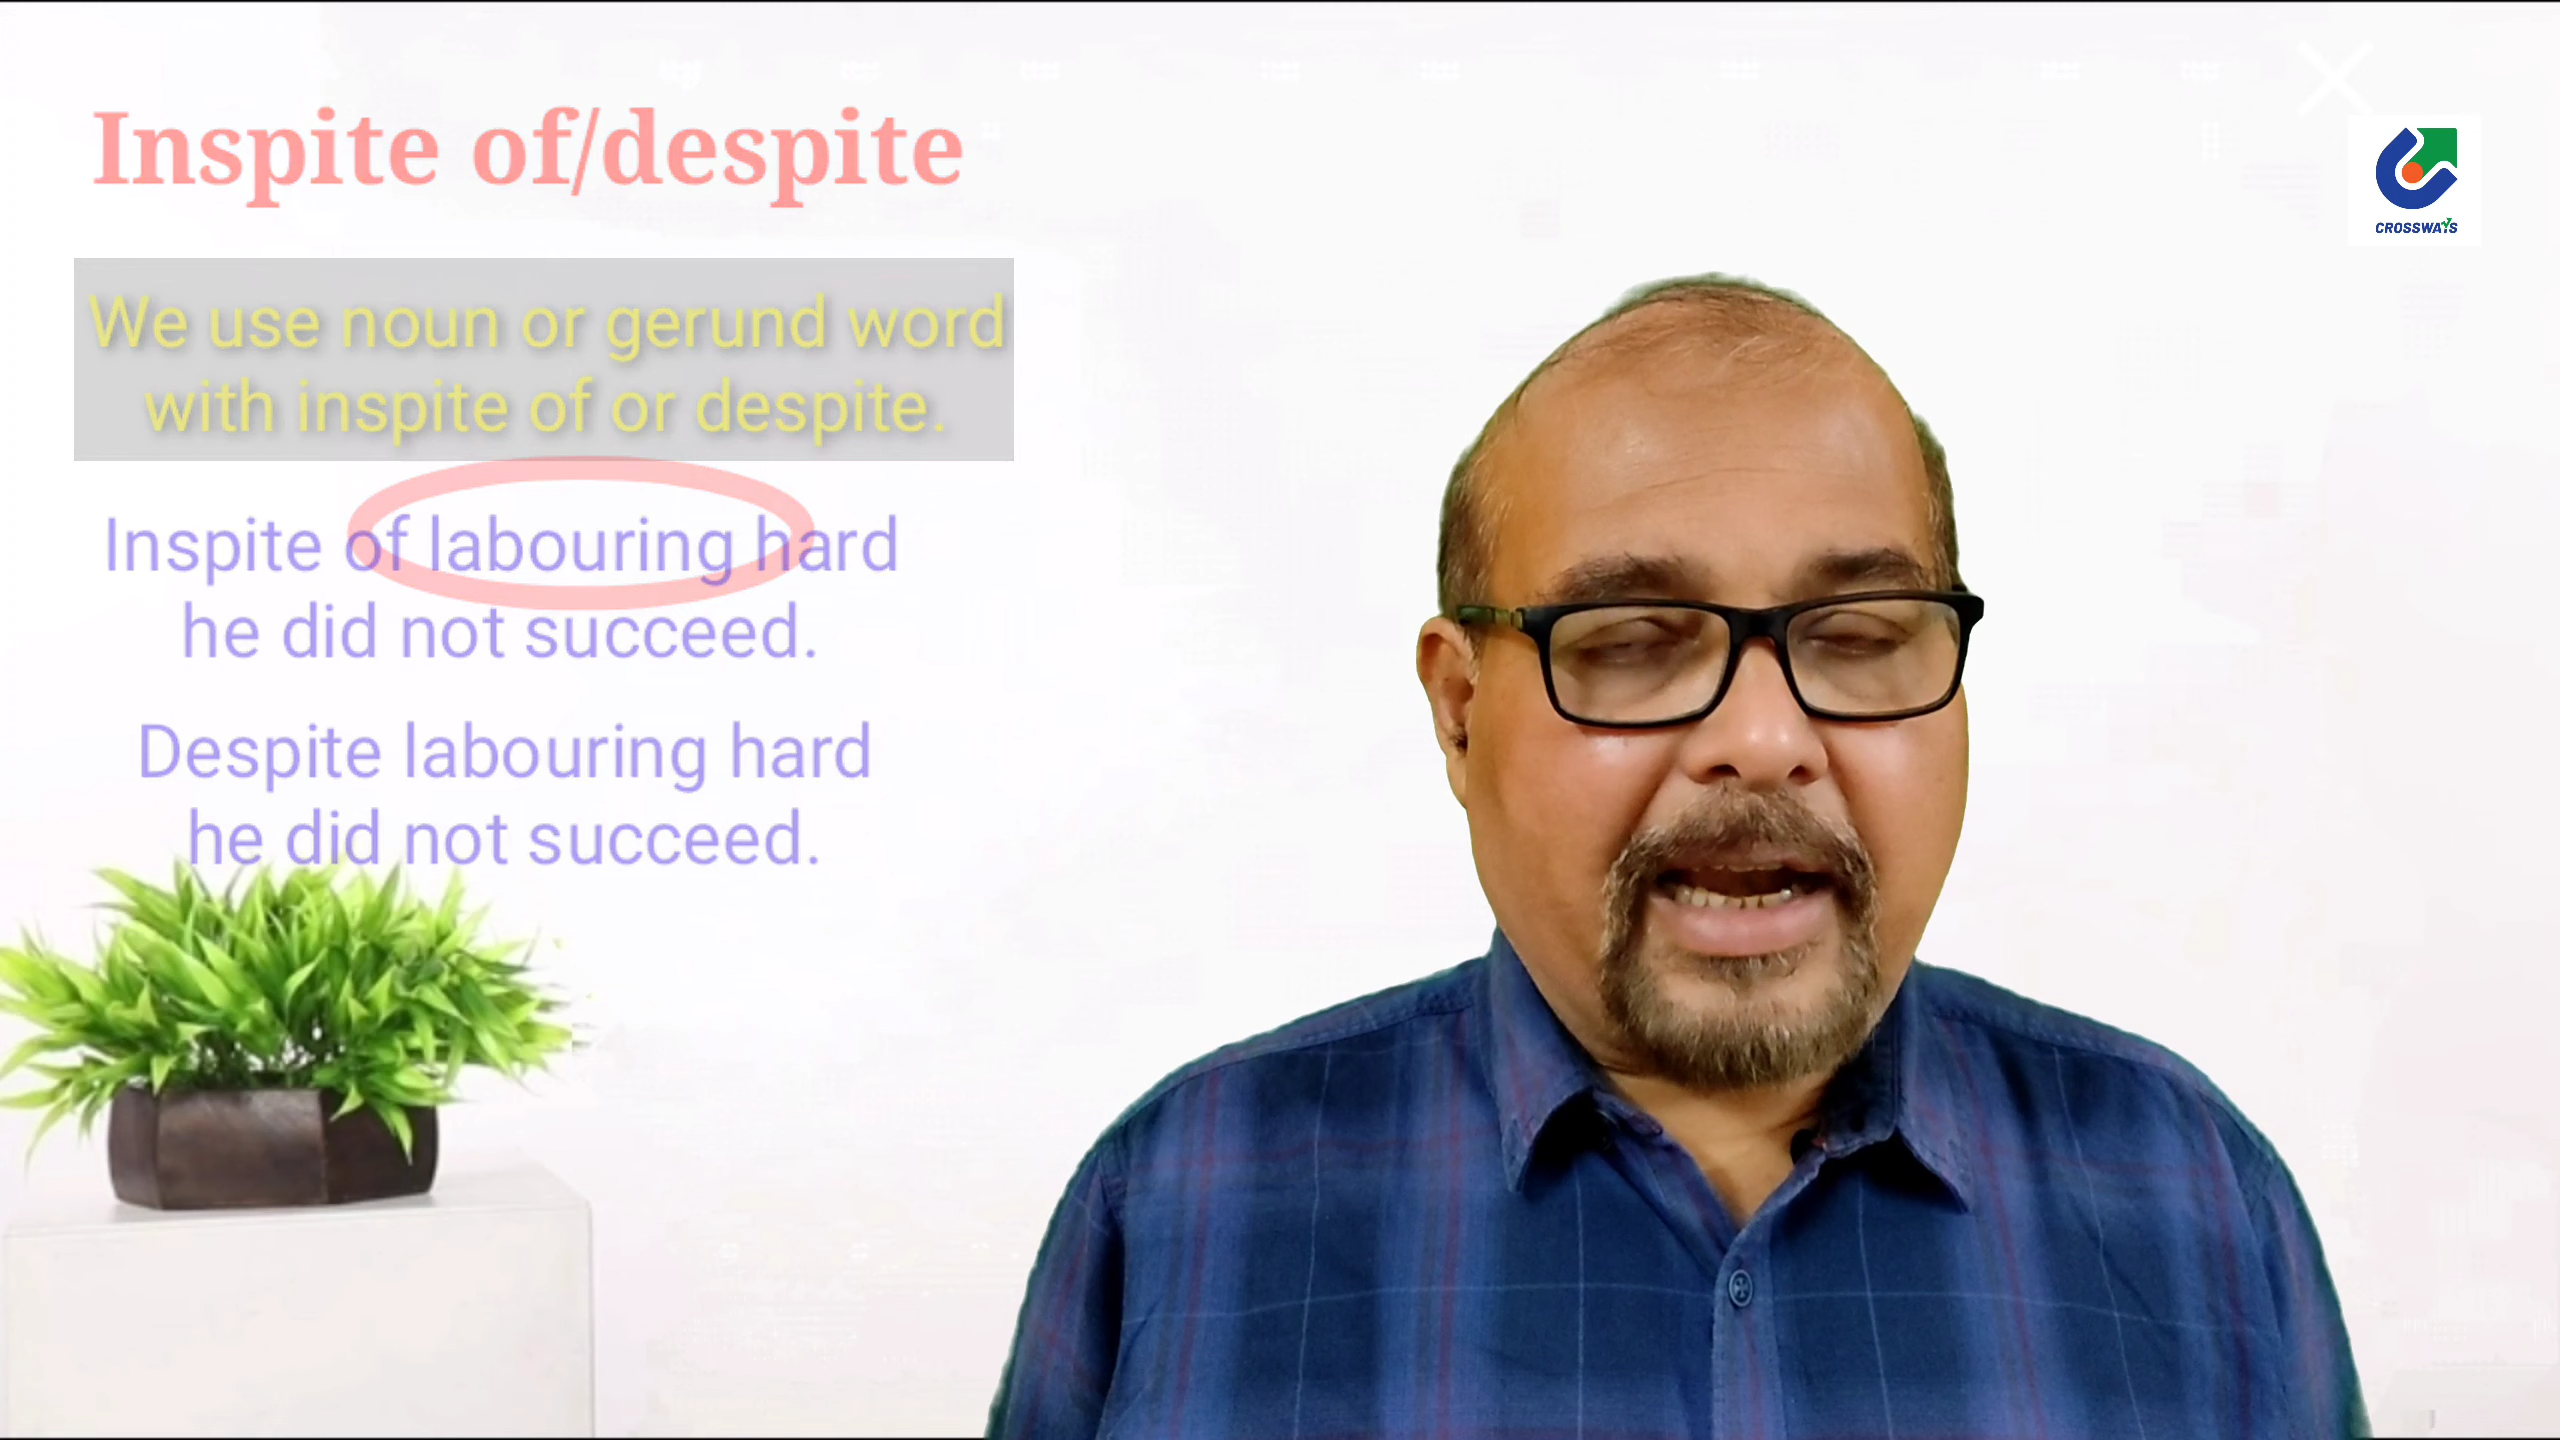 Inspite of/despite
We use noun or gerund word
with inspite of or despite.
Inspite of labouring hard
he did not succeed.
Despite labouring hard
he did not succeed.
CROSSWAYS